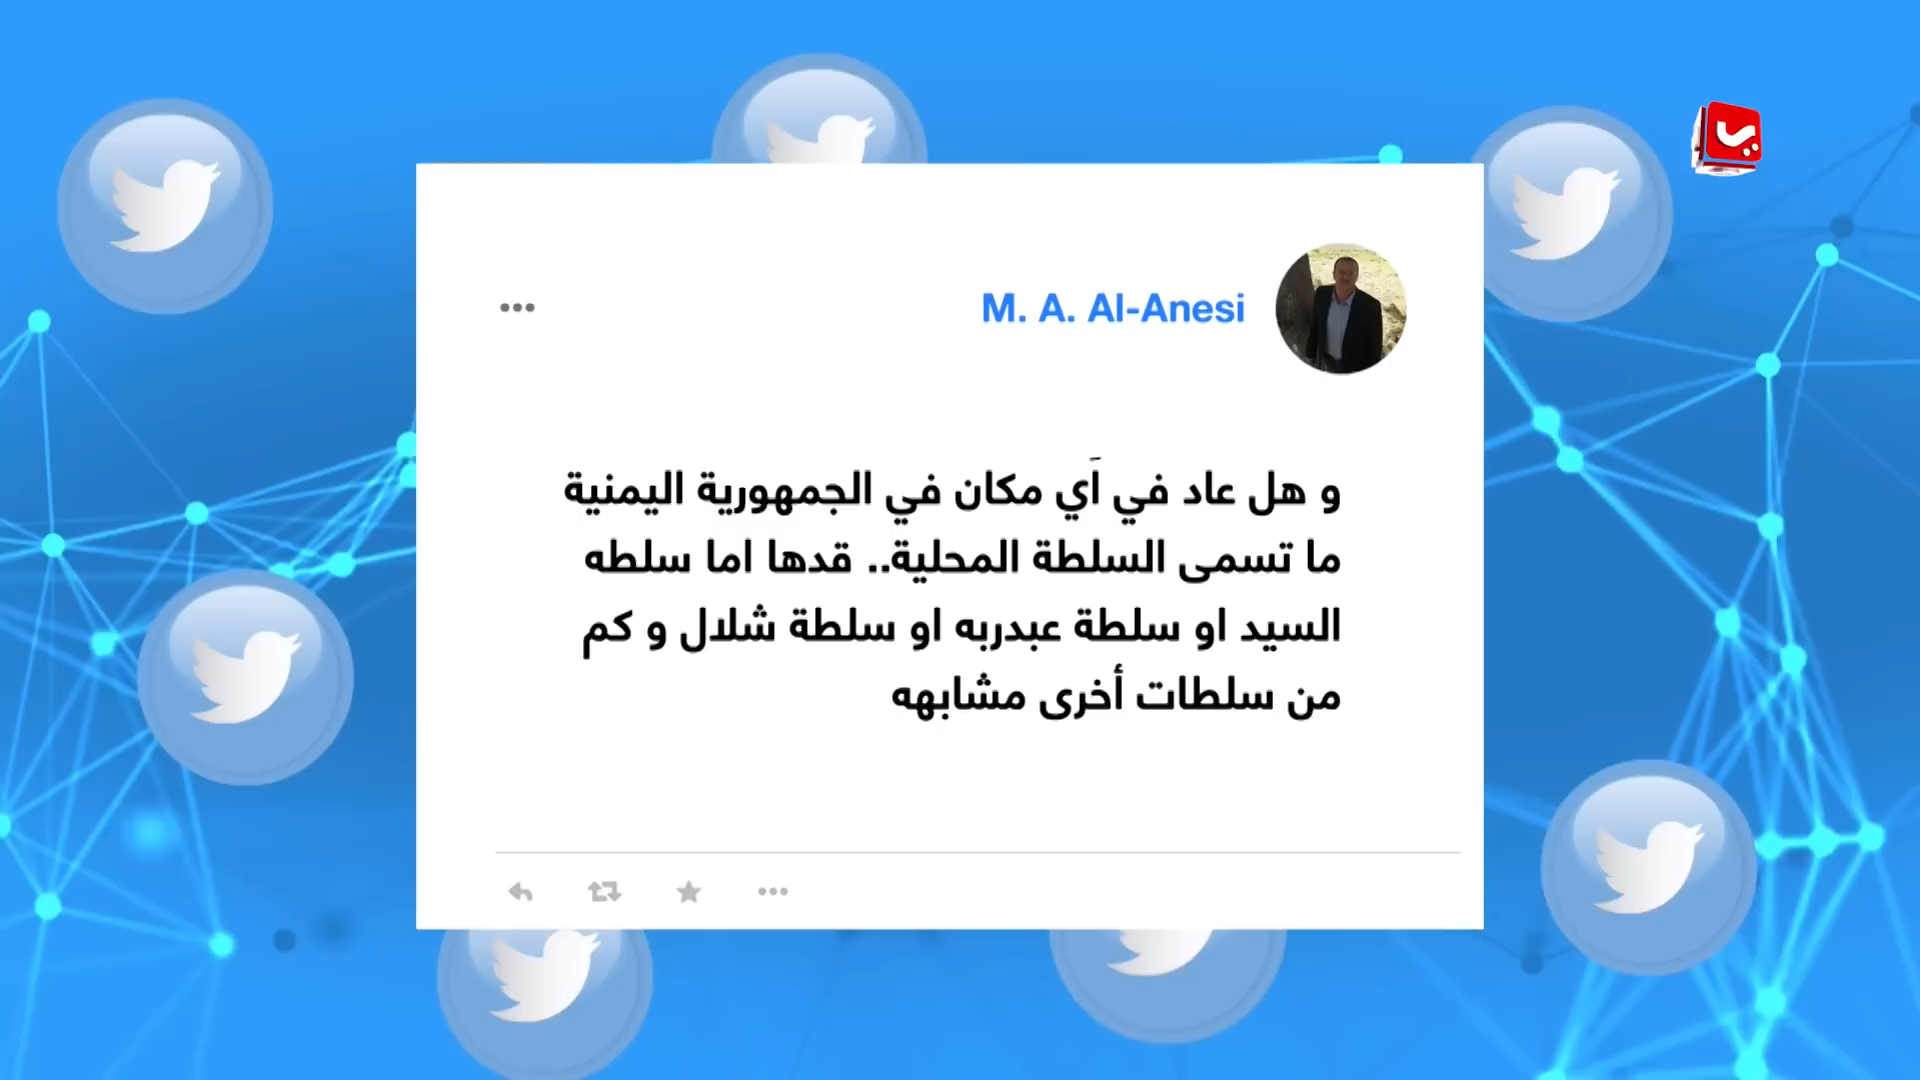 M. A. Al-Anesi
و هل عاد في اَي مكان في الجمهورية اليمنية
ما تسمى السلطة المحلية.. قدها اما سلطه
السيد او سلطة عبدربه او سلطة شلال و كم
من سلطات أخرى مشابهه